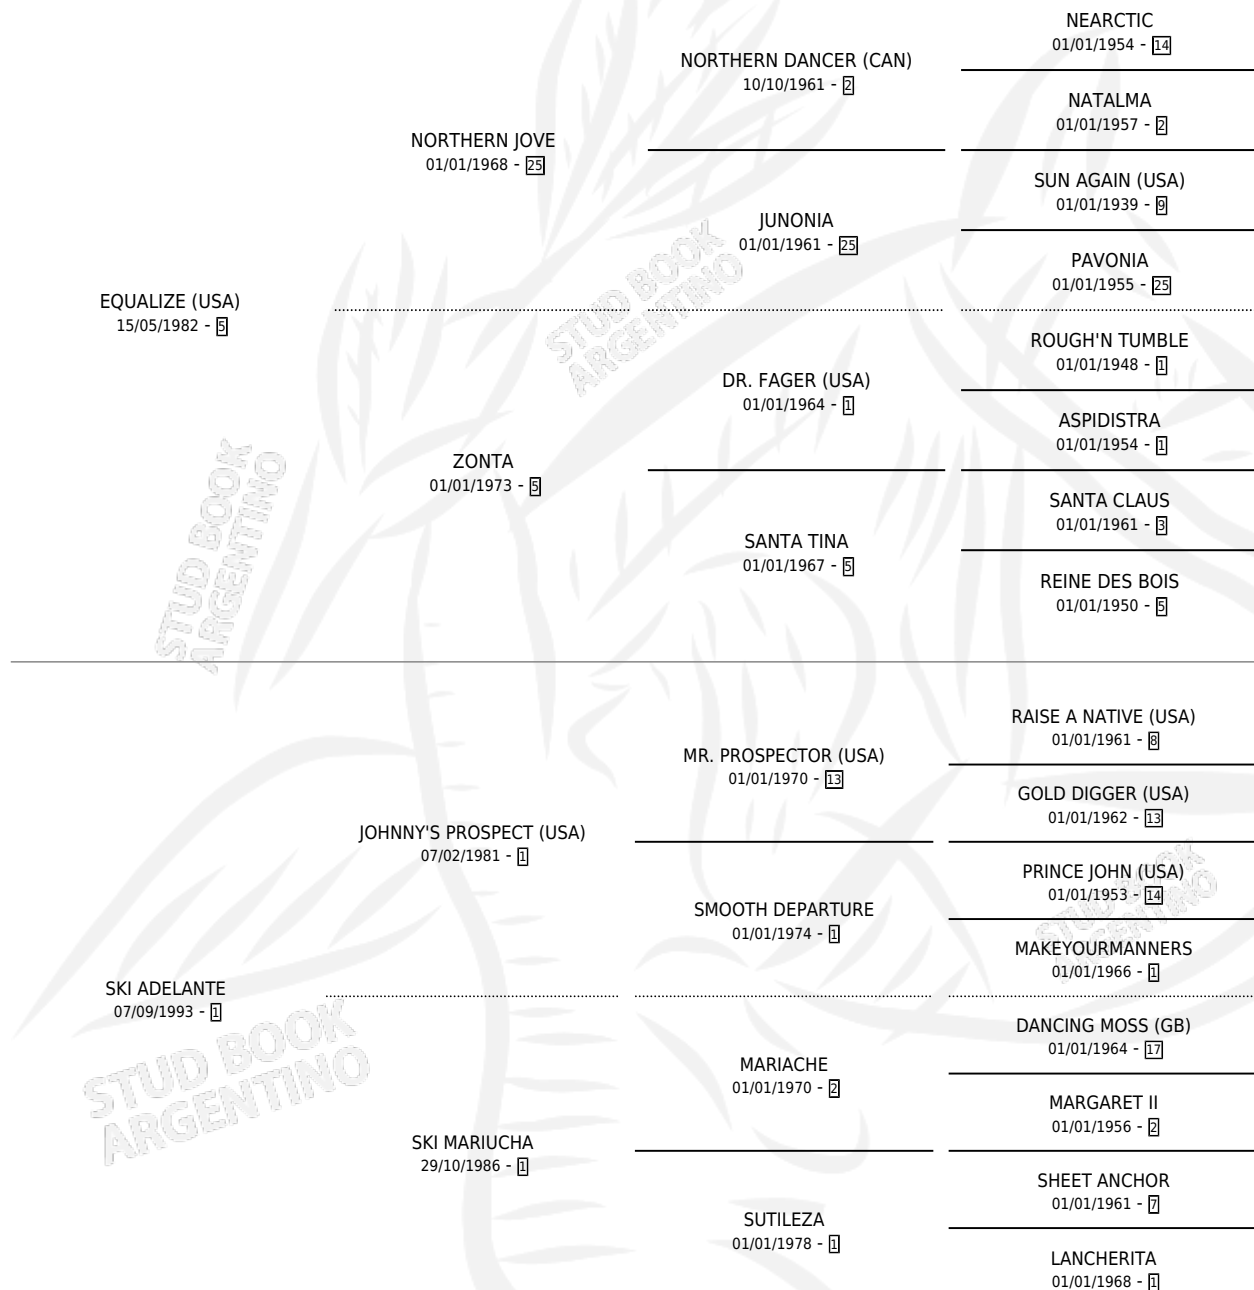 NEARCTIC
01/01/1954 - 14
NORTHERN DANCER (CAN)
10/10/1961 - 2
NATALMA
01/01/1957 - 2
NORTHERN JOVE
01/01/1968 - 25
SUN AGAIN (USA)
01/01/1939 - 9
JUNONIA
01/01/1961 - 25
PAVONIA
01/01/1955 - 25
EQUALIZE (USA)
15/05/1982 - 5
ROUGH'N TUMBLE
01/01/1948 - 1
DR. FAGER (USA)
01/01/1964 - 1
ASPIDISTRA
01/01/1954 - 1
ZONTA
01/01/1973 - 5
SANTA CLAUS
01/01/1961 - 3
SANTA TINA
01/01/1967 - 5
REINE DES BOIS
01/01/1950 - 5
RAISE A NATIVE (USA)
01/01/1961 - 8
MR. PROSPECTOR (USA)
01/01/1970 - 13
GOLD DIGGER (USA)
01/01/1962 - 13
JOHNNY'S PROSPECT (USA)
07/02/1981 - 1
PRINCE JOHN (USA)
01/01/1953 - 14
SMOOTH DEPARTURE
01/01/1974 - 1
MAKEYOURMANNERS
01/01/1966 - 1
SKI ADELANTE
07/09/1993 - 1
DANCING MOSS (GB)
01/01/1964 - 17
MARIACHE
01/01/1970 - 2
MARGARET II
01/01/1956 - 2
SKI MARIUCHA
29/10/1986 - 1
SHEET ANCHOR
01/01/1961 - 7
SUTILEZA
01/01/1978 - 1
LANCHERITA
01/01/1968 - 1
STUD BOOK
ARGENTINO
STUD BOOK
ARGENTINO
STUD BOOK
ARGENTINO
STUD BOOK
ARGENTINO